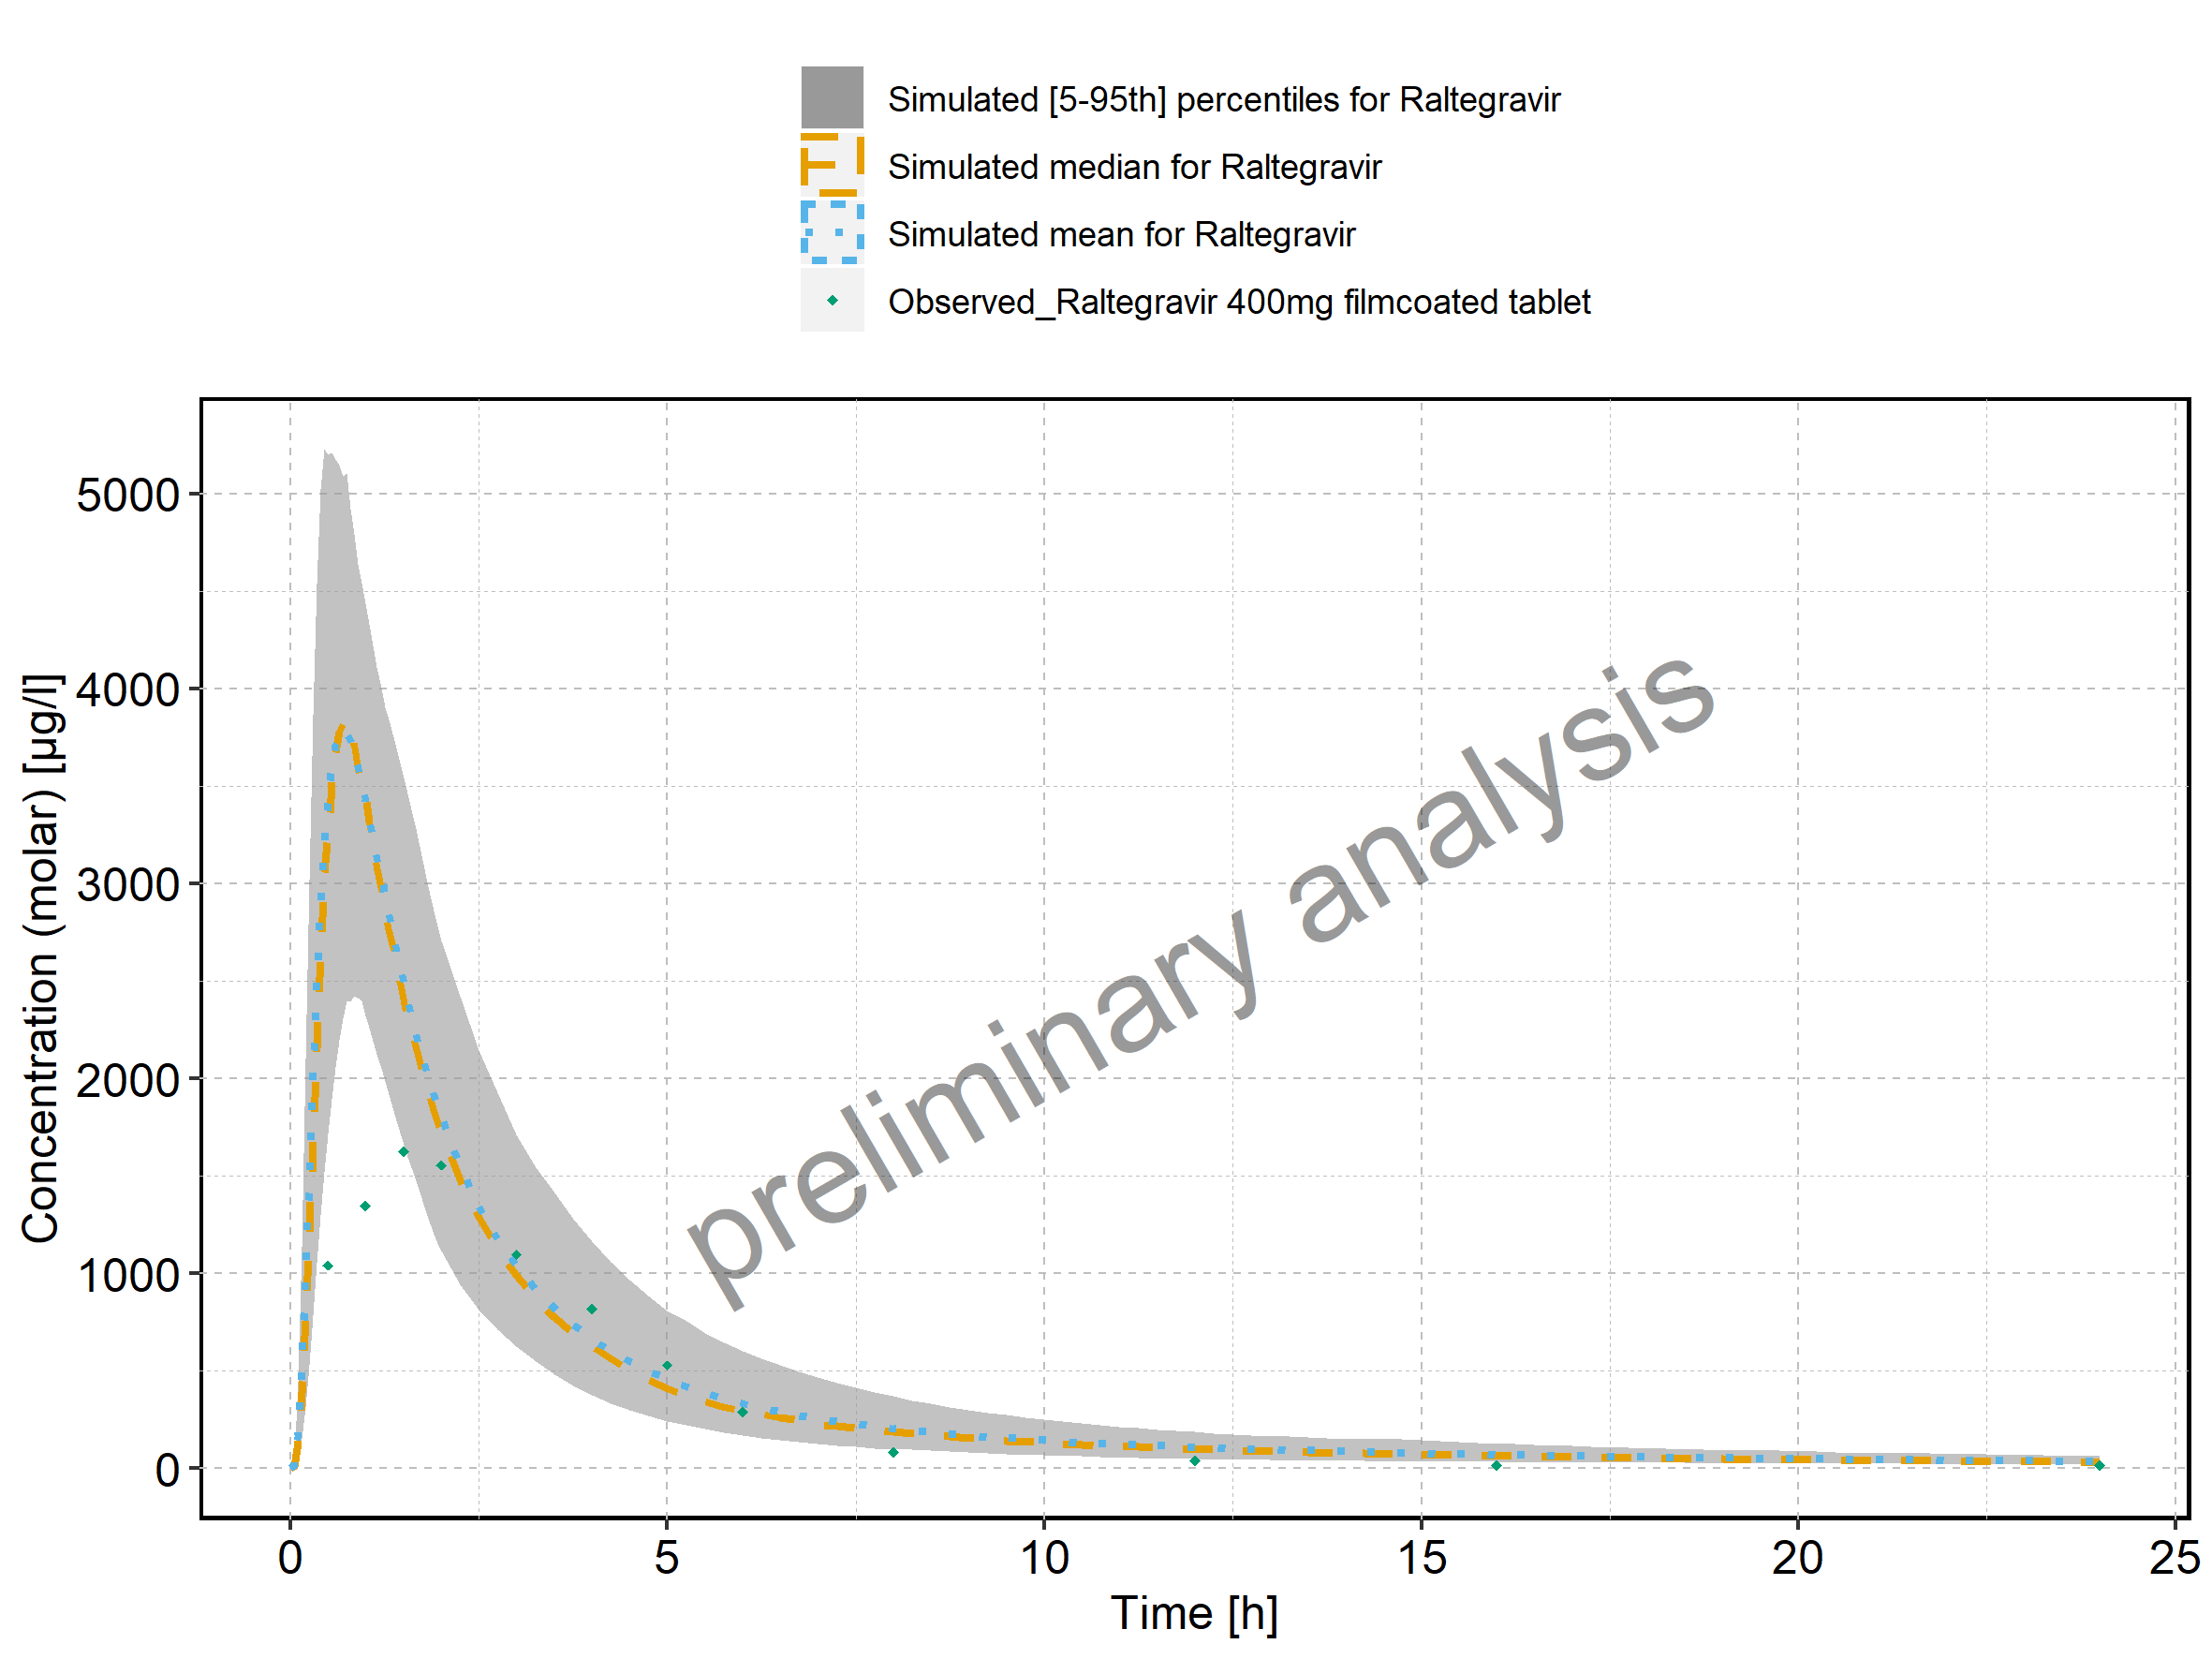 Simulated [5-95th] percentiles for Raltegravir
Simulated median for Raltegravir
Simulated mean for Raltegravir
Observed_Raltegravir 400mg filmcoated tablet
Concentration (molar) [µg/l]
5000
4000
3000
2000
1000
0
preliminary analysis
0 5 10 15 20 25
Time [h]